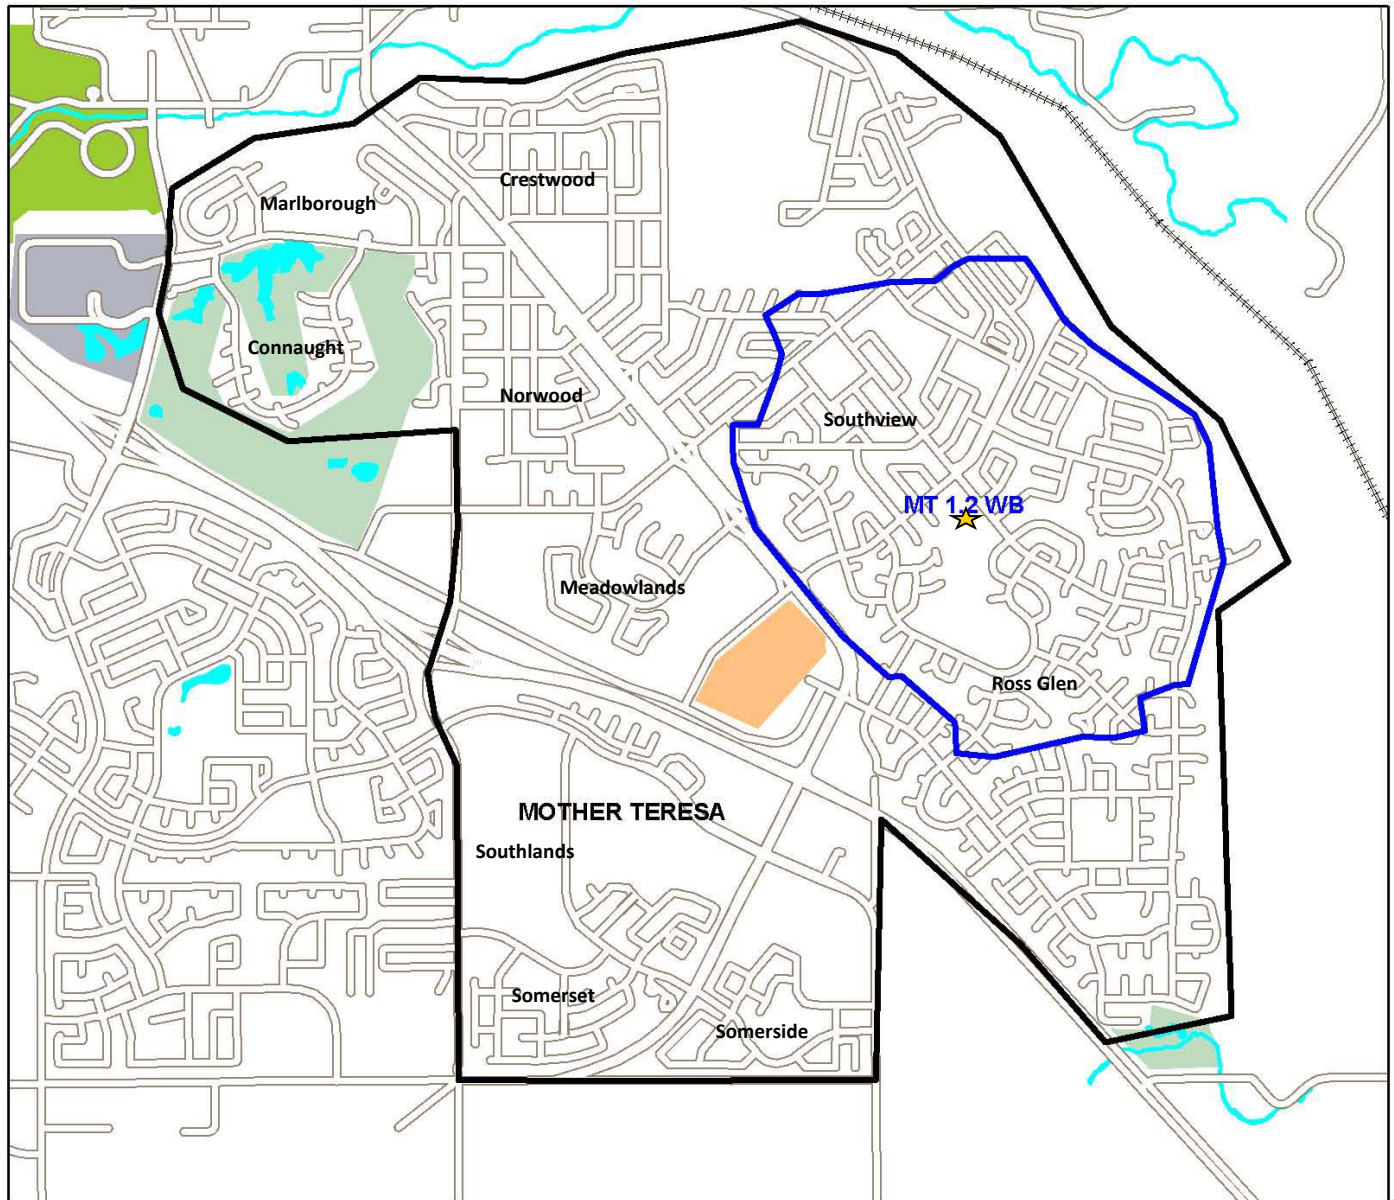 Crestwood
Marlborough
Connaught
Norwood
Southview
MT 1.2 WB
Meadowlands
Ross Glen
MOTHER TERESA
Southlands
Somerset
Somerside